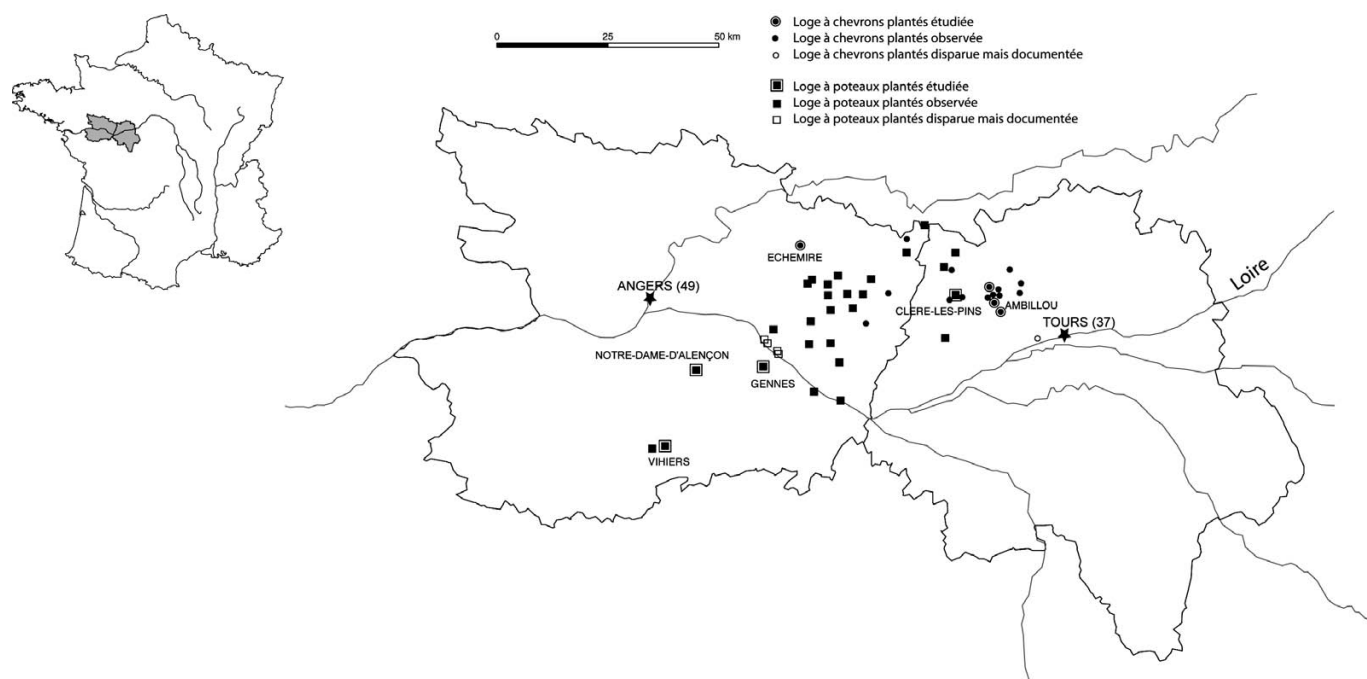 Loge à chevrons plantés étudiée
Loge à chevrons plantés observée
Loge à chevrons plantés disparue mais documentée
0 25 50 km
Loge à poteaux plantés étudiée
Loge à poteaux plantés observée
Loge à poteaux plantés disparue mais documentée
ECHEMIRE
Loire
ANGERS (49)
CLERE-LES-PINS
AMBILLOU
TOURS (37)
NOTRE-DAME-D'ALENÇON
GENNES
VIHIERS